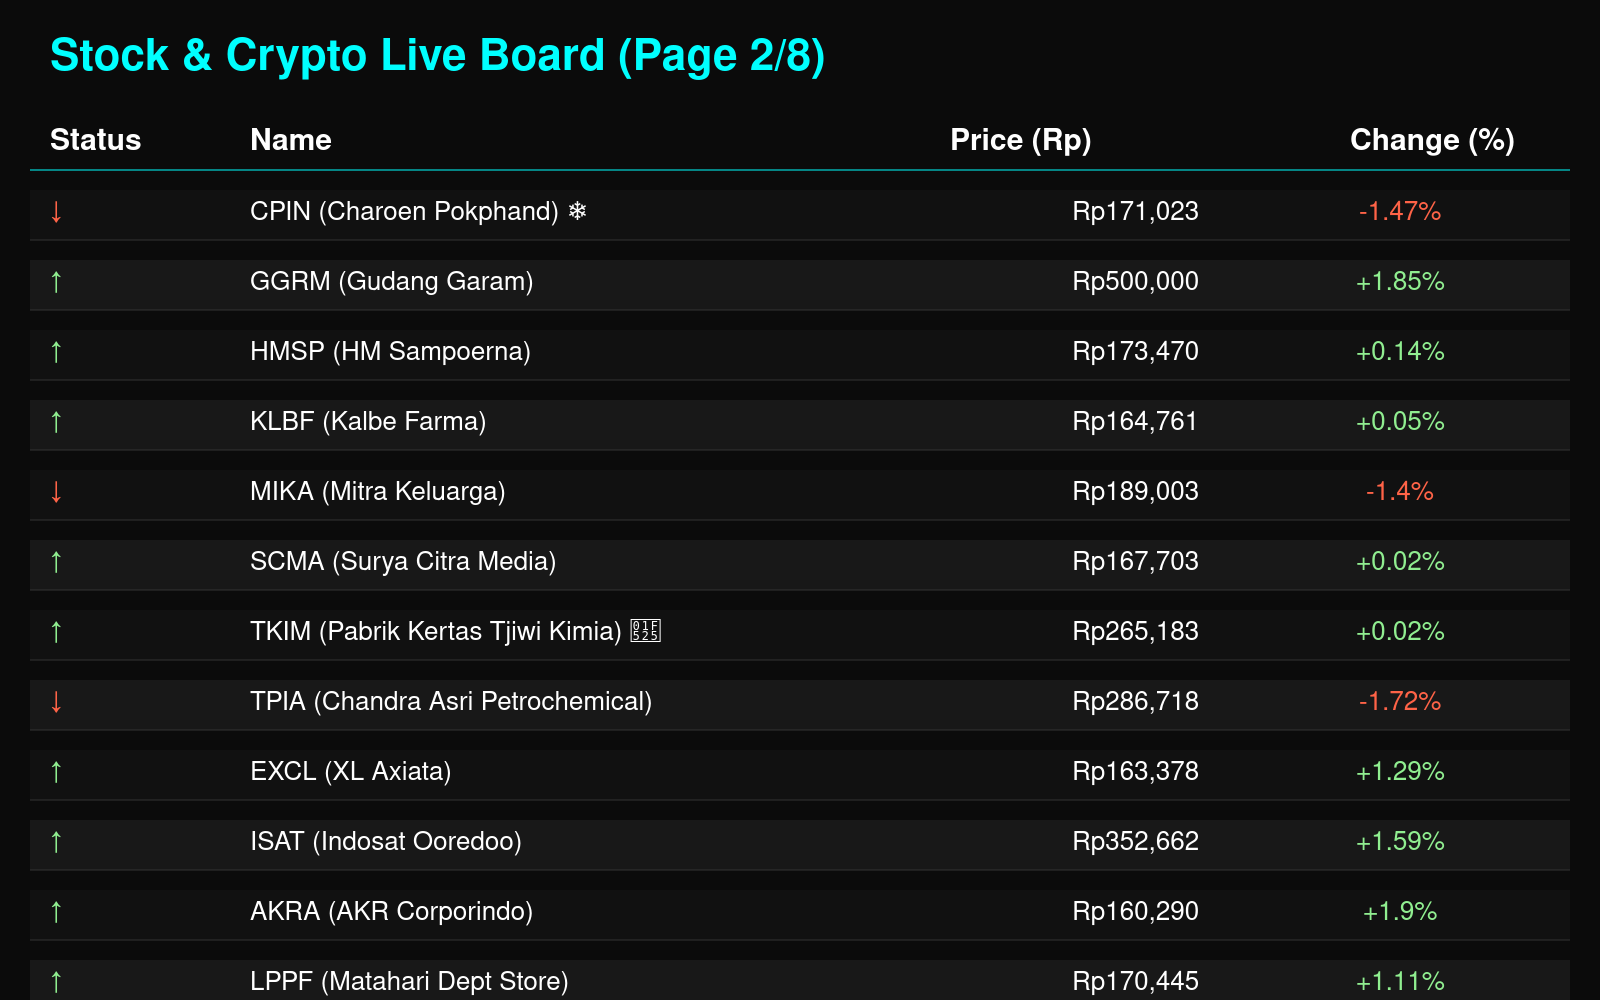 Stock & Crypto Live Board (Page 2/8)
Status Name Price (Rp) Change (%)
↓ CPIN (Charoen Pokphand) ❄ Rp171,023 -1.47%
↑ GGRM (Gudang Garam) Rp500,000 +1.85%
↑ HMSP (HM Sampoerna) Rp173,470 +0.14%
↑ KLBF (Kalbe Farma) Rp164,761 +0.05%
↓ MIKA (Mitra Keluarga) Rp189,003 -1.4%
↑ SCMA (Surya Citra Media) Rp167,703 +0.02%
↑ TKIM (Pabrik Kertas Tjiwi Kimia) 01F525 Rp265,183 +0.02%
↓ TPIA (Chandra Asri Petrochemical) Rp286,718 -1.72%
↑ EXCL (XL Axiata) Rp163,378 +1.29%
↑ ISAT (Indosat Ooredoo) Rp352,662 +1.59%
↑ AKRA (AKR Corporindo) Rp160,290 +1.9%
↑ LPPF (Matahari Dept Store) Rp170,445 +1.11%